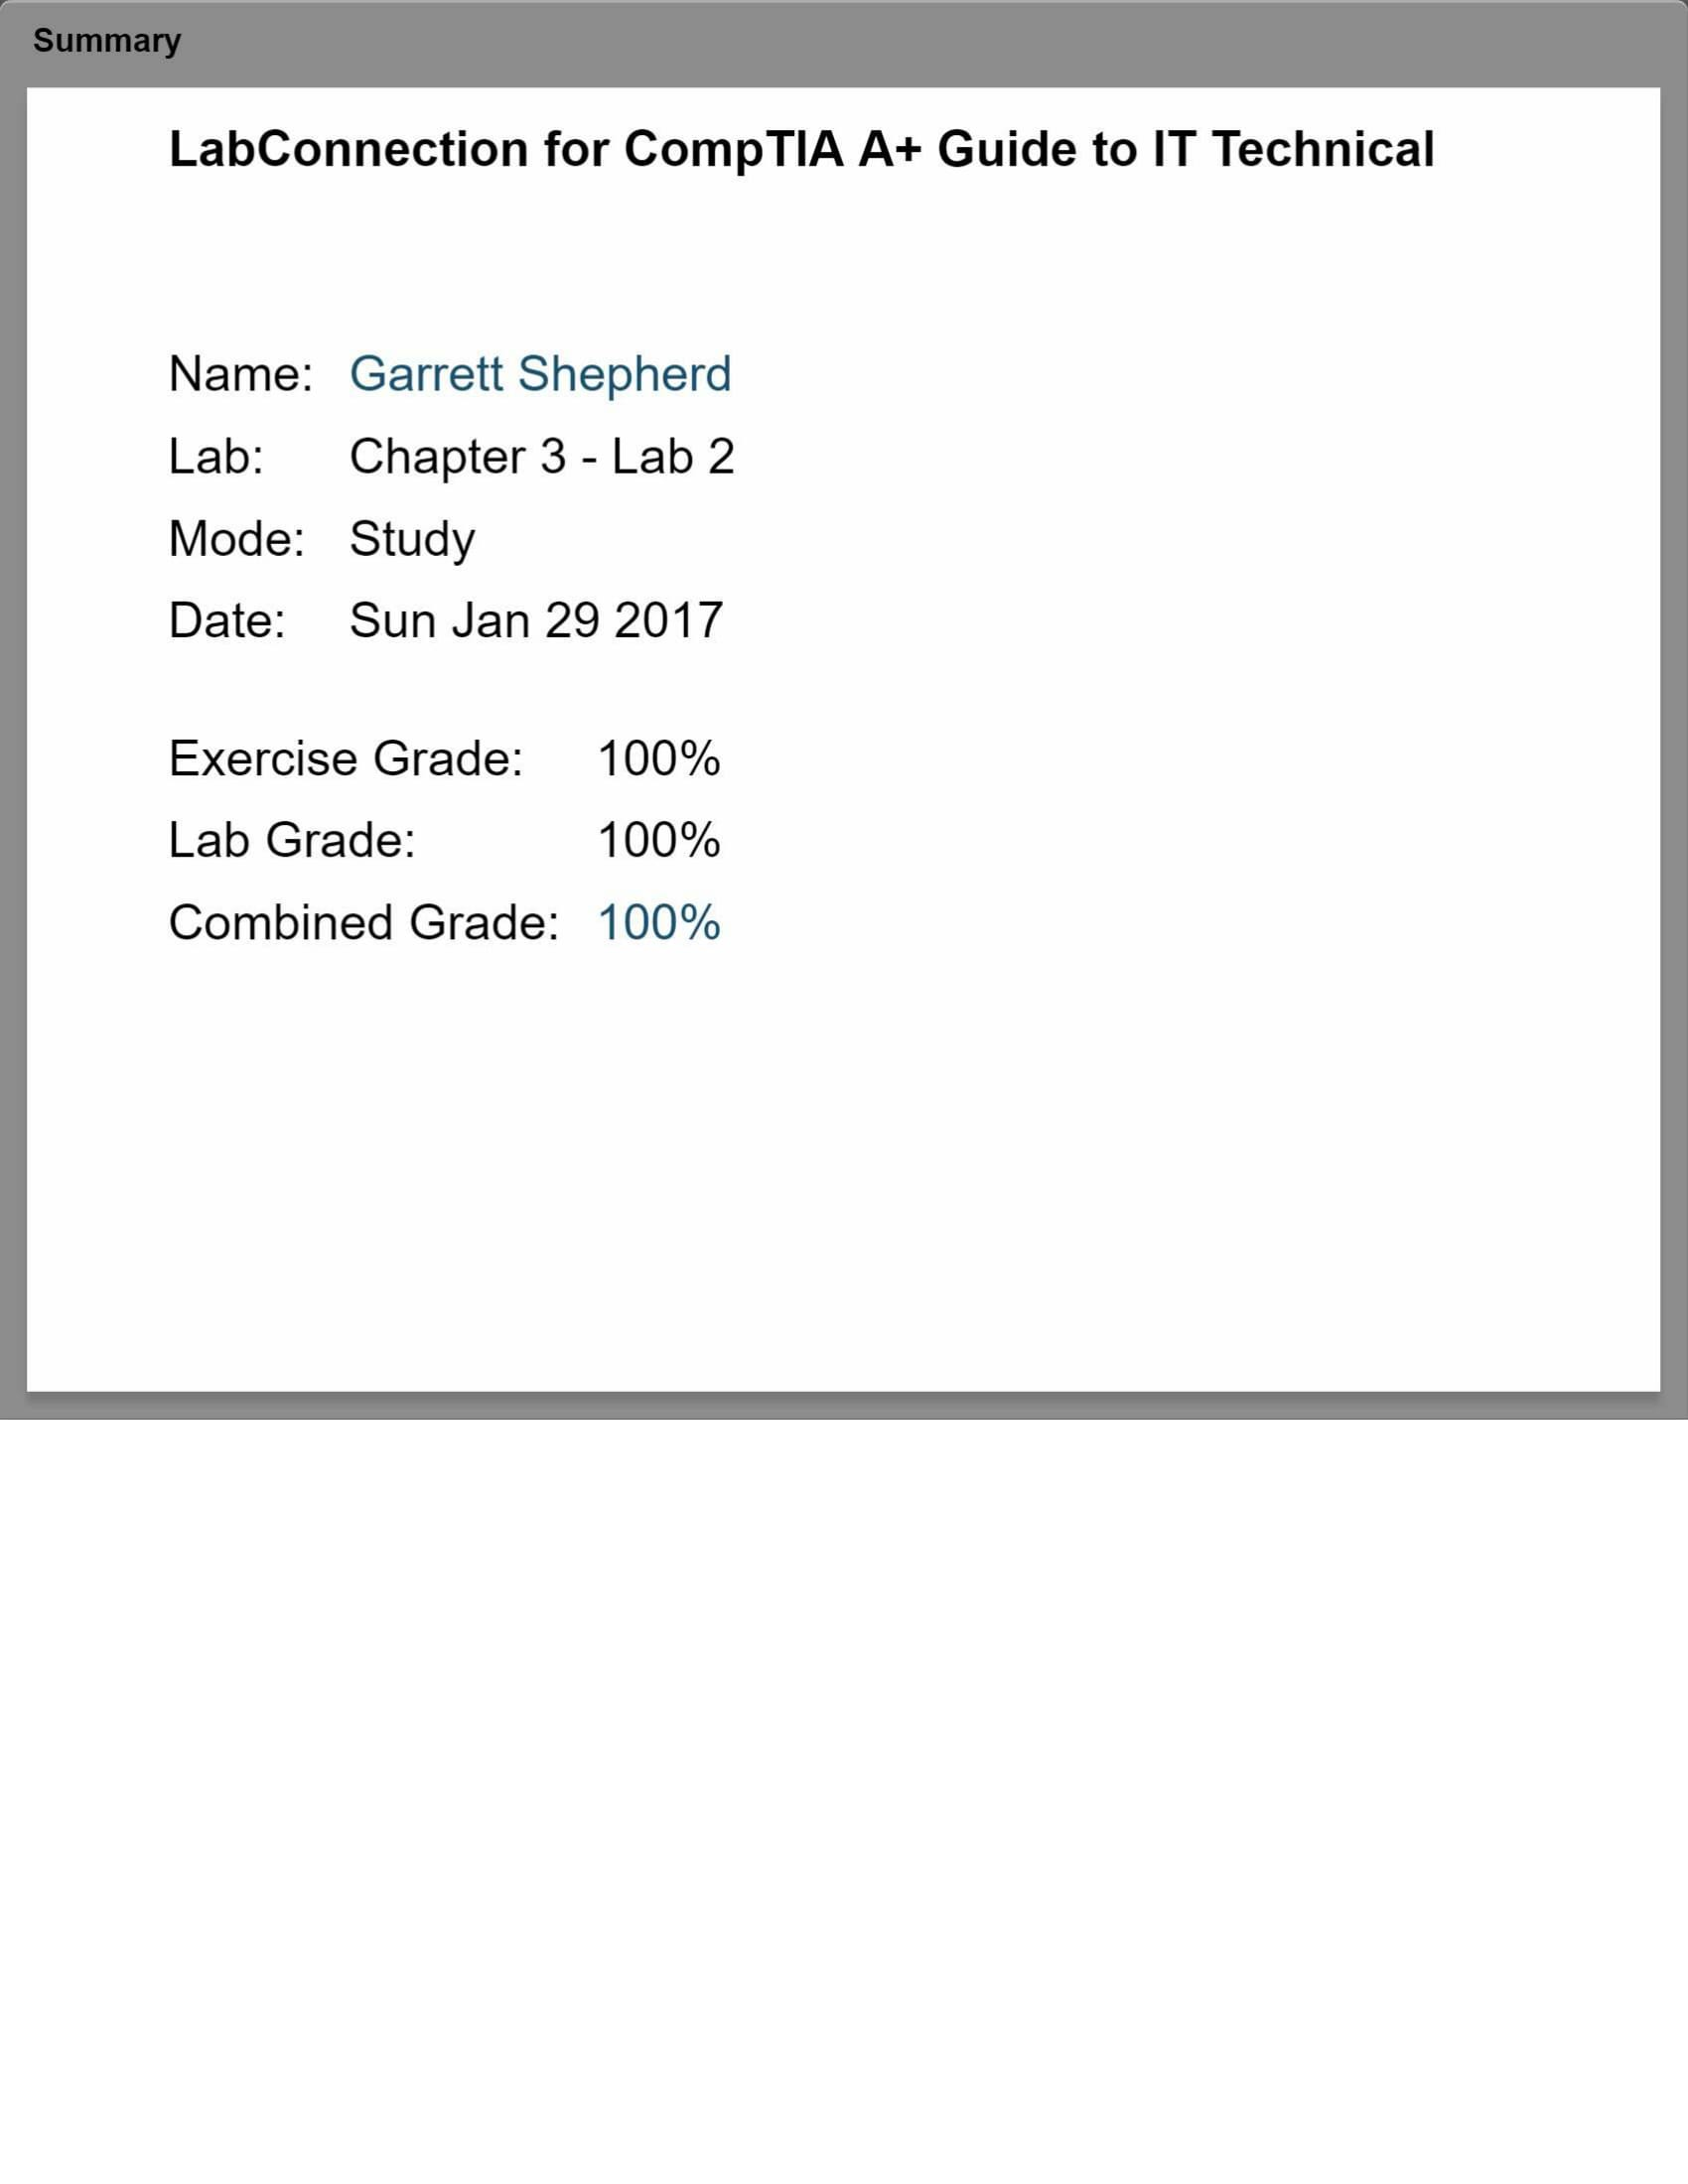 Summary
LabConnection for CompTIA A+ Guide to IT Technical
Name: Garrett Shepherd
Lab: Chapter 3 - Lab 2
Mode: Study
Date: Sun Jan 29 2017
Exercise Grade: 100%
Lab Grade: 100%
Combined Grade: 100%